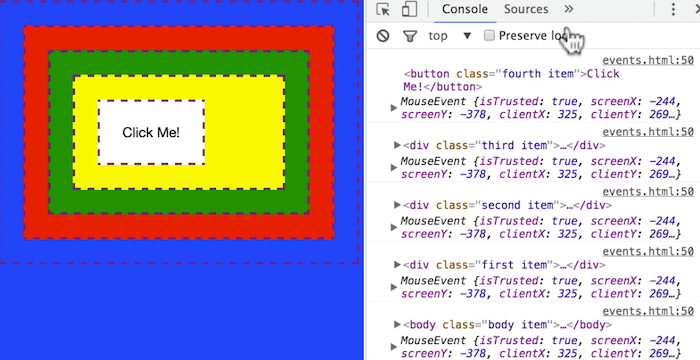 Console Sources »
top ▼ Preserve log
Click Me!
events.html:50
<button class="fourth item">Click
Me!</button>
MouseEvent {isTrusted: true, screenX: -244,
screenY: -378, clientX: 325, clientY: 269…}
events.html:50
<div class="third item">…</div>
MouseEvent {isTrusted: true, screenX: -244,
screenY: -378, clientX: 325, clientY: 269…}
events.html:50
<div class="second item">…</div>
MouseEvent {isTrusted: true, screenX: -244,
screenY: -378, clientX: 325, clientY: 269…}
events.html:50
<div class="first item">…</div>
MouseEvent {isTrusted: true, screenX: -244,
screenY: -378, clientX: 325, clientY: 269…}
events.html:50
<body class="body item">…</body>
MouseEvent {isTrusted: true, screenX: -244,
screenY: -378, clientX: 325, clientY: 269…}